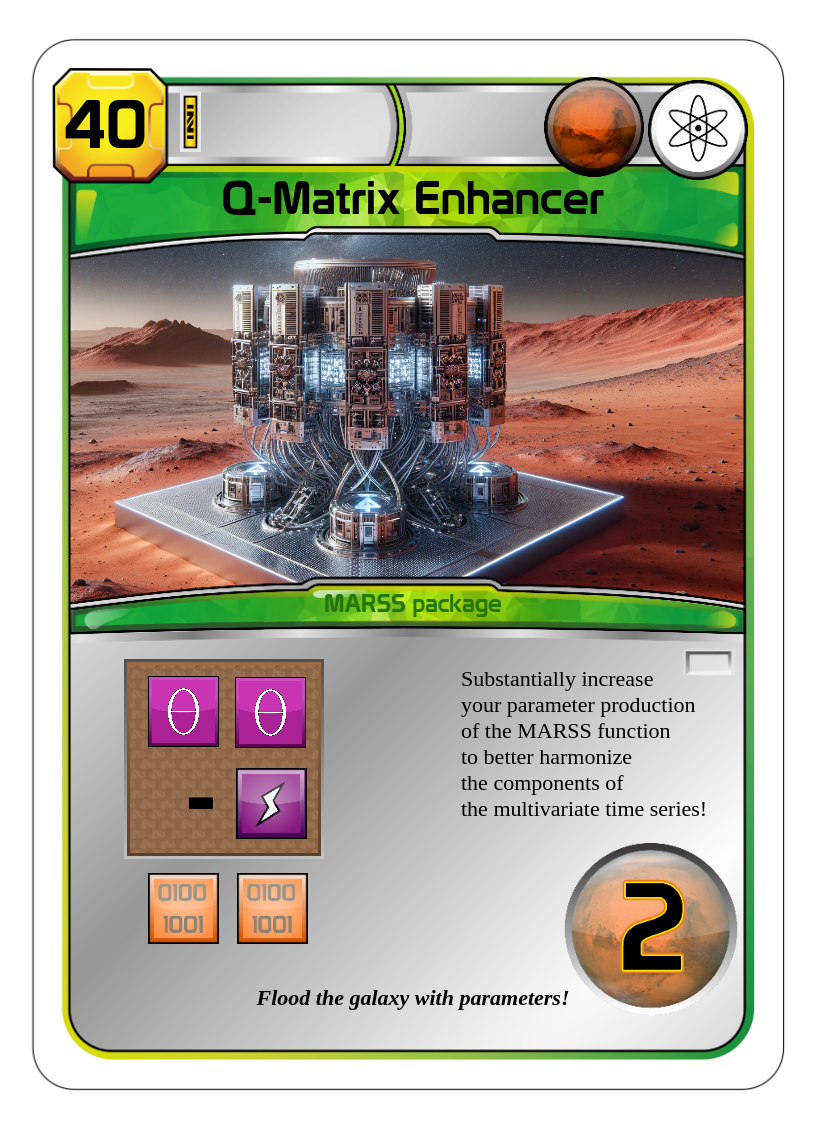 40
INNI
Q-Matrix Enhancer
MARSS package
θ θ
-
Substantially increase
your parameter production
of the MARSS function
to better harmonize
the components of
the multivariate time series!
0100 0100
1001 1001
2
Flood the galaxy with parameters!